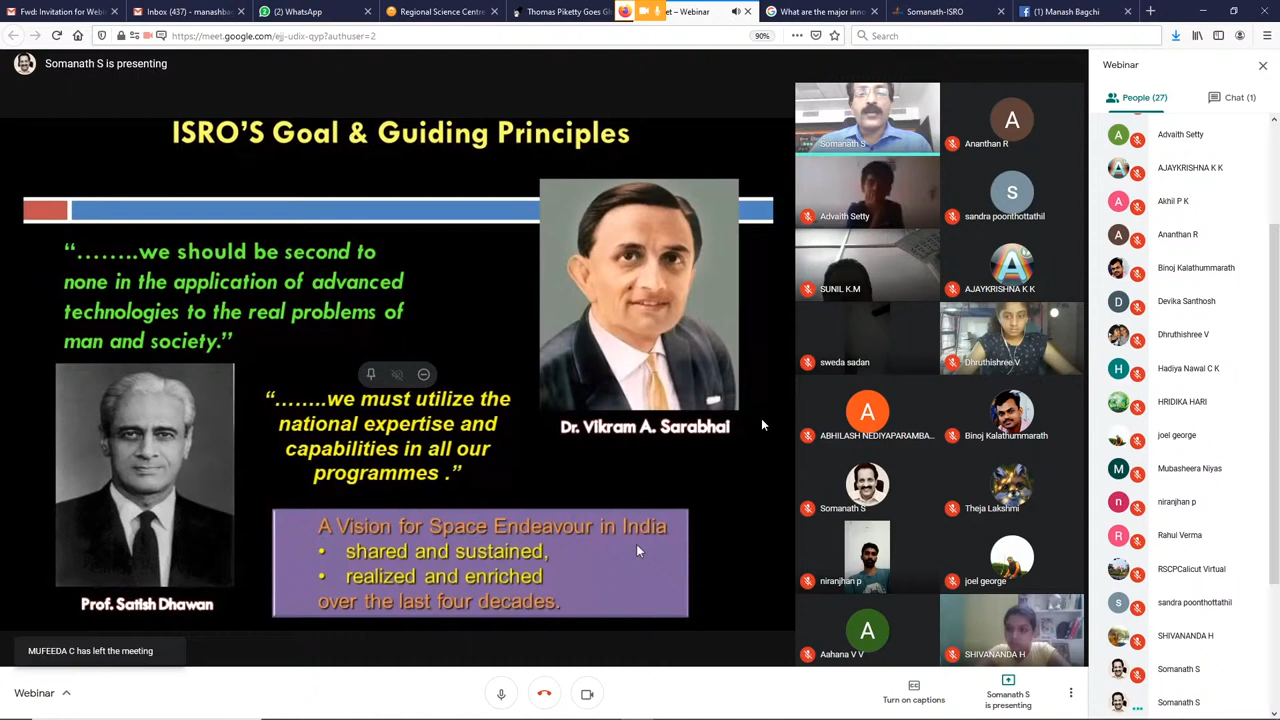 Fwd: Invitation for Webi
Inbox (437) - manashba
(2) WhatsApp
Regional Science Centre
Thomas Piketty Goes Gl
et – Webinar
What are the major inno
Somanath-ISRO
Manash Bagchi
https://meet.google.com/ejj-udix-qyp?authuser=2
90%
Search
Somanath S is presenting
ISRO'S Goal & Guiding Principles
“……..we should be second to
none in the application of advanced
technologies to the real problems of
man and society.”
Dr. Vikram A. Sarabhai
“……..we must utilize the
national expertise and
capabilities in all our
programmes .”
Prof. Satish Dhawan
A Vision for Space Endeavour in India
• shared and sustained,
• realized and enriched
over the last four decades.
MUFEEDA C has left the meeting
Somanath S
A
Ananthan R
Advaith Setty
S
sandra poonthottathil
SUNIL K.M
A
AJAYKRISHNA K K
sweda sadan
Dhruthishree V
A
ABHILASH NEDIYAPARAMBA...
Binoj Kalathummarath
Somanath S
Theja Lakshmi
niranjhan p
joel george
A
Aahana V V
SHIVANANDA H
Webinar
People (27)
Chat (1)
A Advaith Setty
A AJAYKRISHNA K K
A Akhil P K
A Ananthan R
Binoj Kalathummarath
D Devika Santhosh
Dhruthishree V
H Hadiya Nawal C K
HRIDIKA HARI
joel george
M Mubasheera Niyas
n niranjhan p
R Rahul Verma
RSCPCalicut Virtual
s sandra poonthottathil
SHIVANANDA H
Somanath S
Somanath S
Webinar
CC
Turn on captions
Somanath S
is presenting